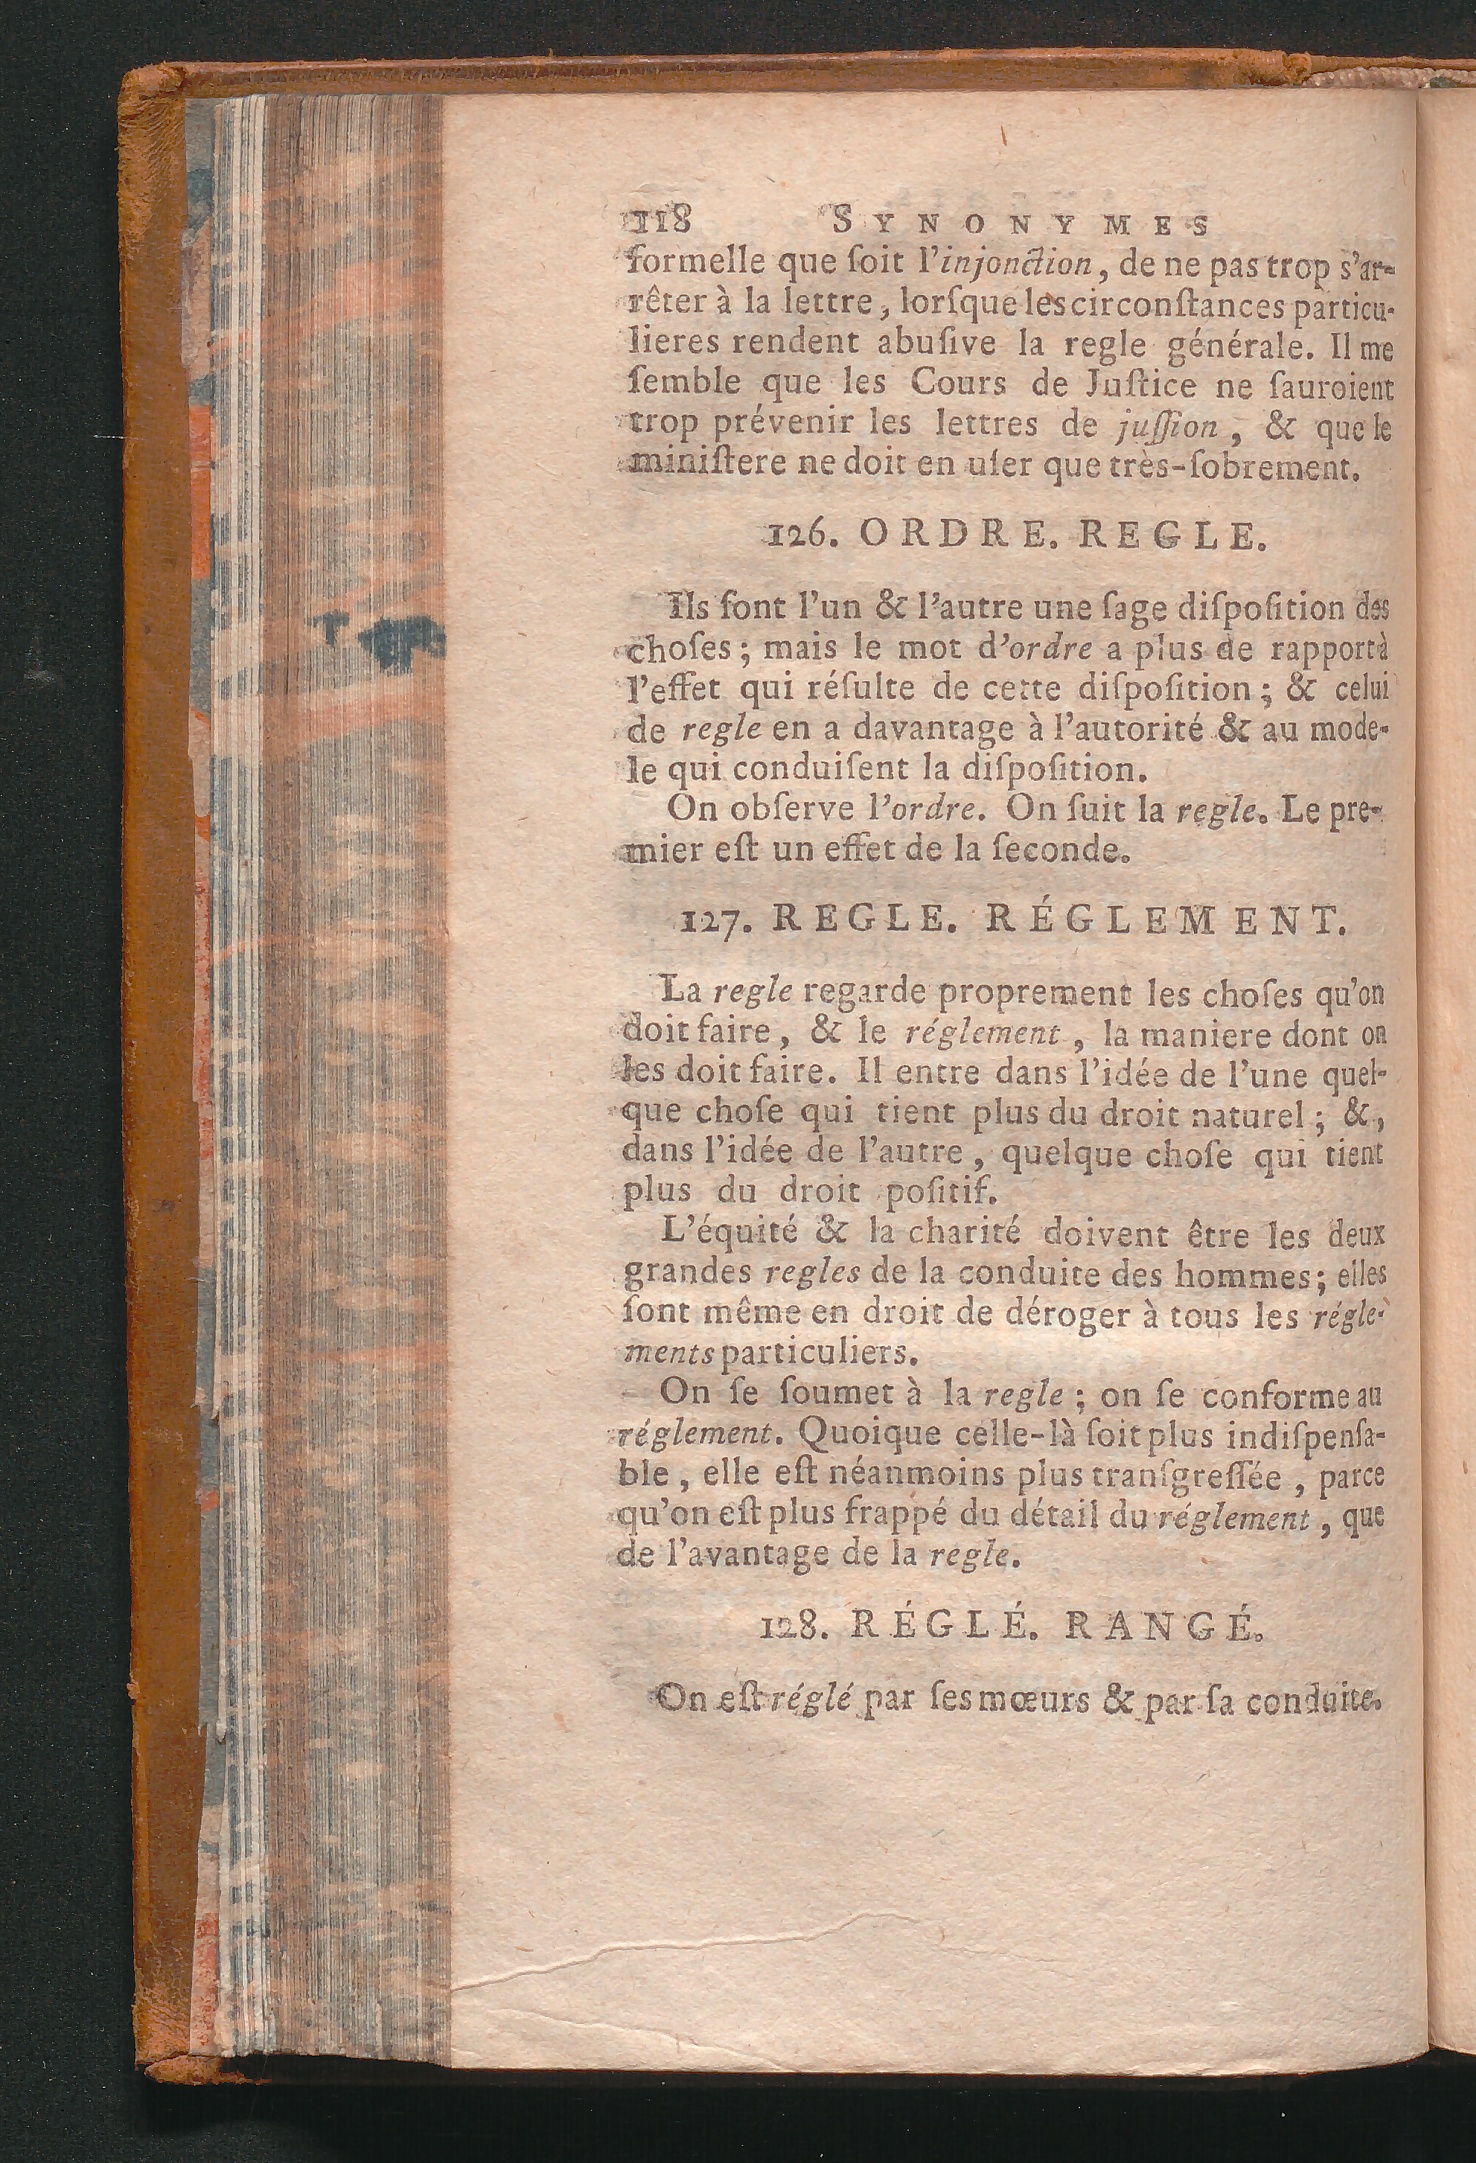 118 SYNONYMES
formelle que ſoit l'injonction, de ne pas trop s'ar-
rêter à la lettre, lorſque les circonſtances particu-
lieres rendent abuſive la regle générale. Il me
ſemble que les Cours de Juſtice ne ſauroient
trop prévenir les lettres de juſſion, & que le
miniſtere ne doit en uſer que très-ſobrement.
126. ORDRE. REGLE.
Ils ſont l'un & l'autre une ſage diſpoſition des
choſes; mais le mot d'ordre a plus de rapport à
l'effet qui réſulte de cette diſpoſition; & celui
de regle en a davantage à l'autorité & au mode-
le qui conduiſent la diſpoſition.
On obſerve l'ordre. On ſuit la regle. Le pre-
mier eſt un effet de la ſeconde.
127. REGLE. RÉGLEMENT.
La regle regarde proprement les choſes qu'on
doit faire, & le réglement, la maniere dont on
les doit faire. Il entre dans l'idée de l'une quel-
que choſe qui tient plus du droit naturel; &,
dans l'idée de l'autre, quelque choſe qui tient
plus du droit poſitif.
L'équité & la charité doivent être les deux
grandes regles de la conduite des hommes; elles
ſont même en droit de déroger à tous les régle-
ments particuliers.
On ſe ſoumet à la regle; on ſe conforme au
réglement. Quoique celle-là ſoit plus indiſpenſa-
ble, elle eſt néanmoins plus tranſgreſſée, parce
qu'on eſt plus frappé du détail du réglement, que
de l'avantage de la regle.
128. RÉGLÉ. RANGÉ.
On eſt réglé par ſes mœurs & par ſa conduite.